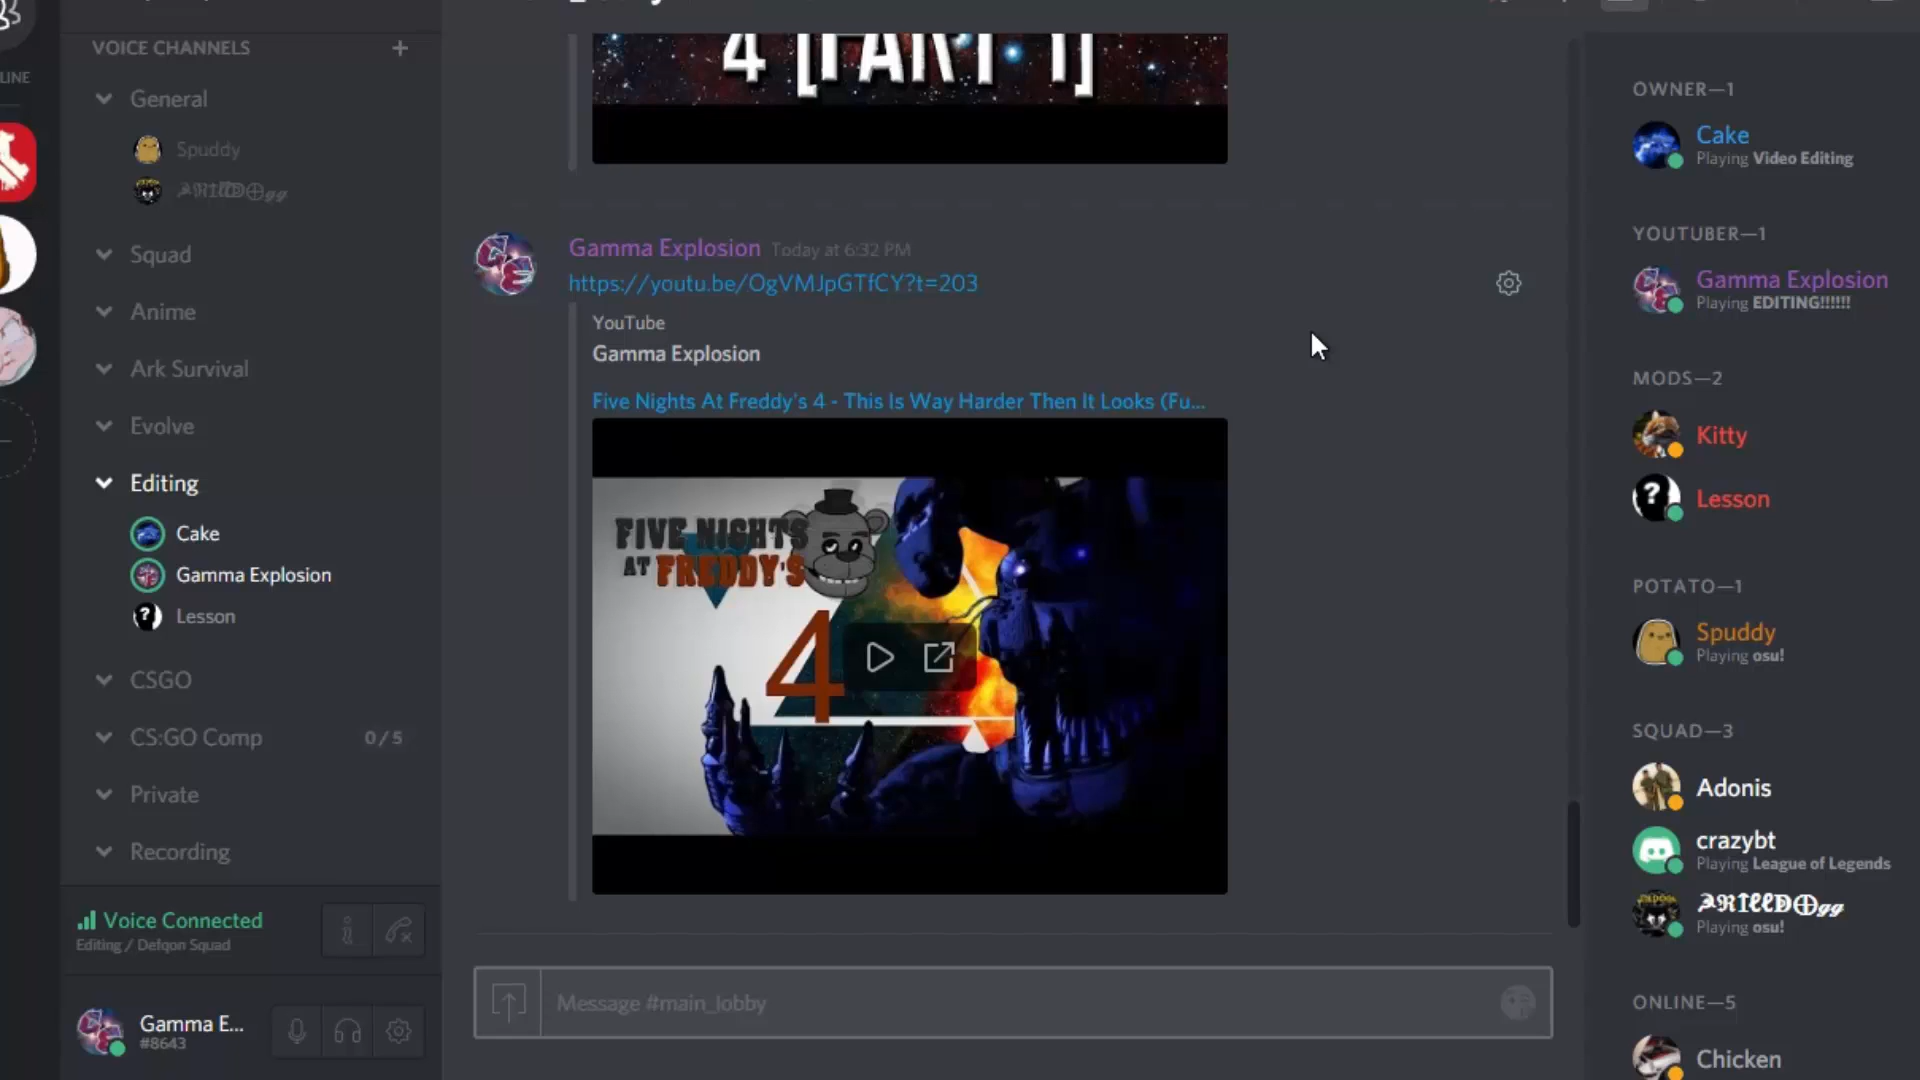 LINE
VOICE CHANNELS
General
Spuddy
Squad
Anime
Ark Survival
Evolve
Editing
Cake
Gamma Explosion
Lesson
CSGO
CS:GO Comp 0/5
Private
Recording
Voice Connected
Editing / Defqon Squad
Gamma E...
#8643
4 [PART 1]
Gamma Explosion Today at 6:32 PM
https://youtu.be/OgVMJpGTfCY?t=203
YouTube
Gamma Explosion
Five Nights At Freddy's 4 - This Is Way Harder Then It Looks (Fu...
FIVE NIGHTS
AT FREDDY'S
4
Message #main_lobby
OWNER—1
Cake
Playing Video Editing
YOUTUBER—1
Gamma Explosion
Playing EDITING!!!!!!
MODS—2
Kitty
Lesson
POTATO—1
Spuddy
Playing osu!
SQUAD—3
Adonis
crazybt
Playing League of Legends
Playing osu!
ONLINE—5
Chicken